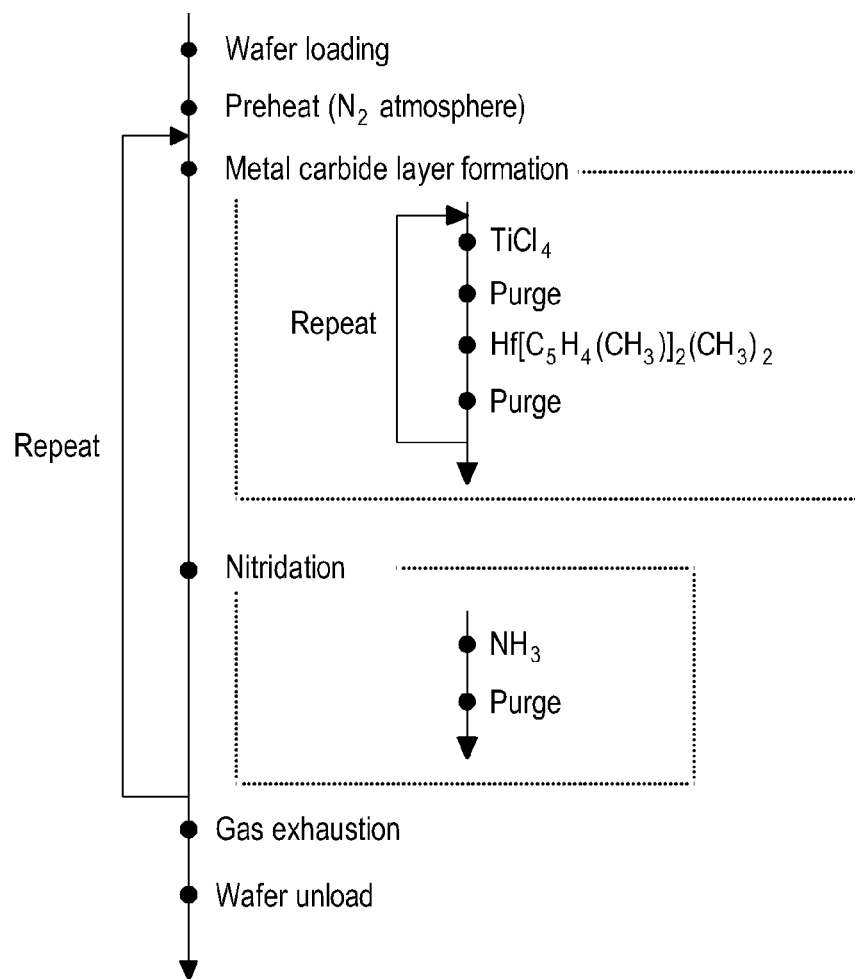 Wafer loading
Preheat (N₂ atmosphere)
Metal carbide layer formation
TiCl₄
Purge
Repeat
Hf[C₅H₄(CH₃)]₂(CH₃)₂
Purge
Repeat
Nitridation
NH₃
Purge
Gas exhaustion
Wafer unload